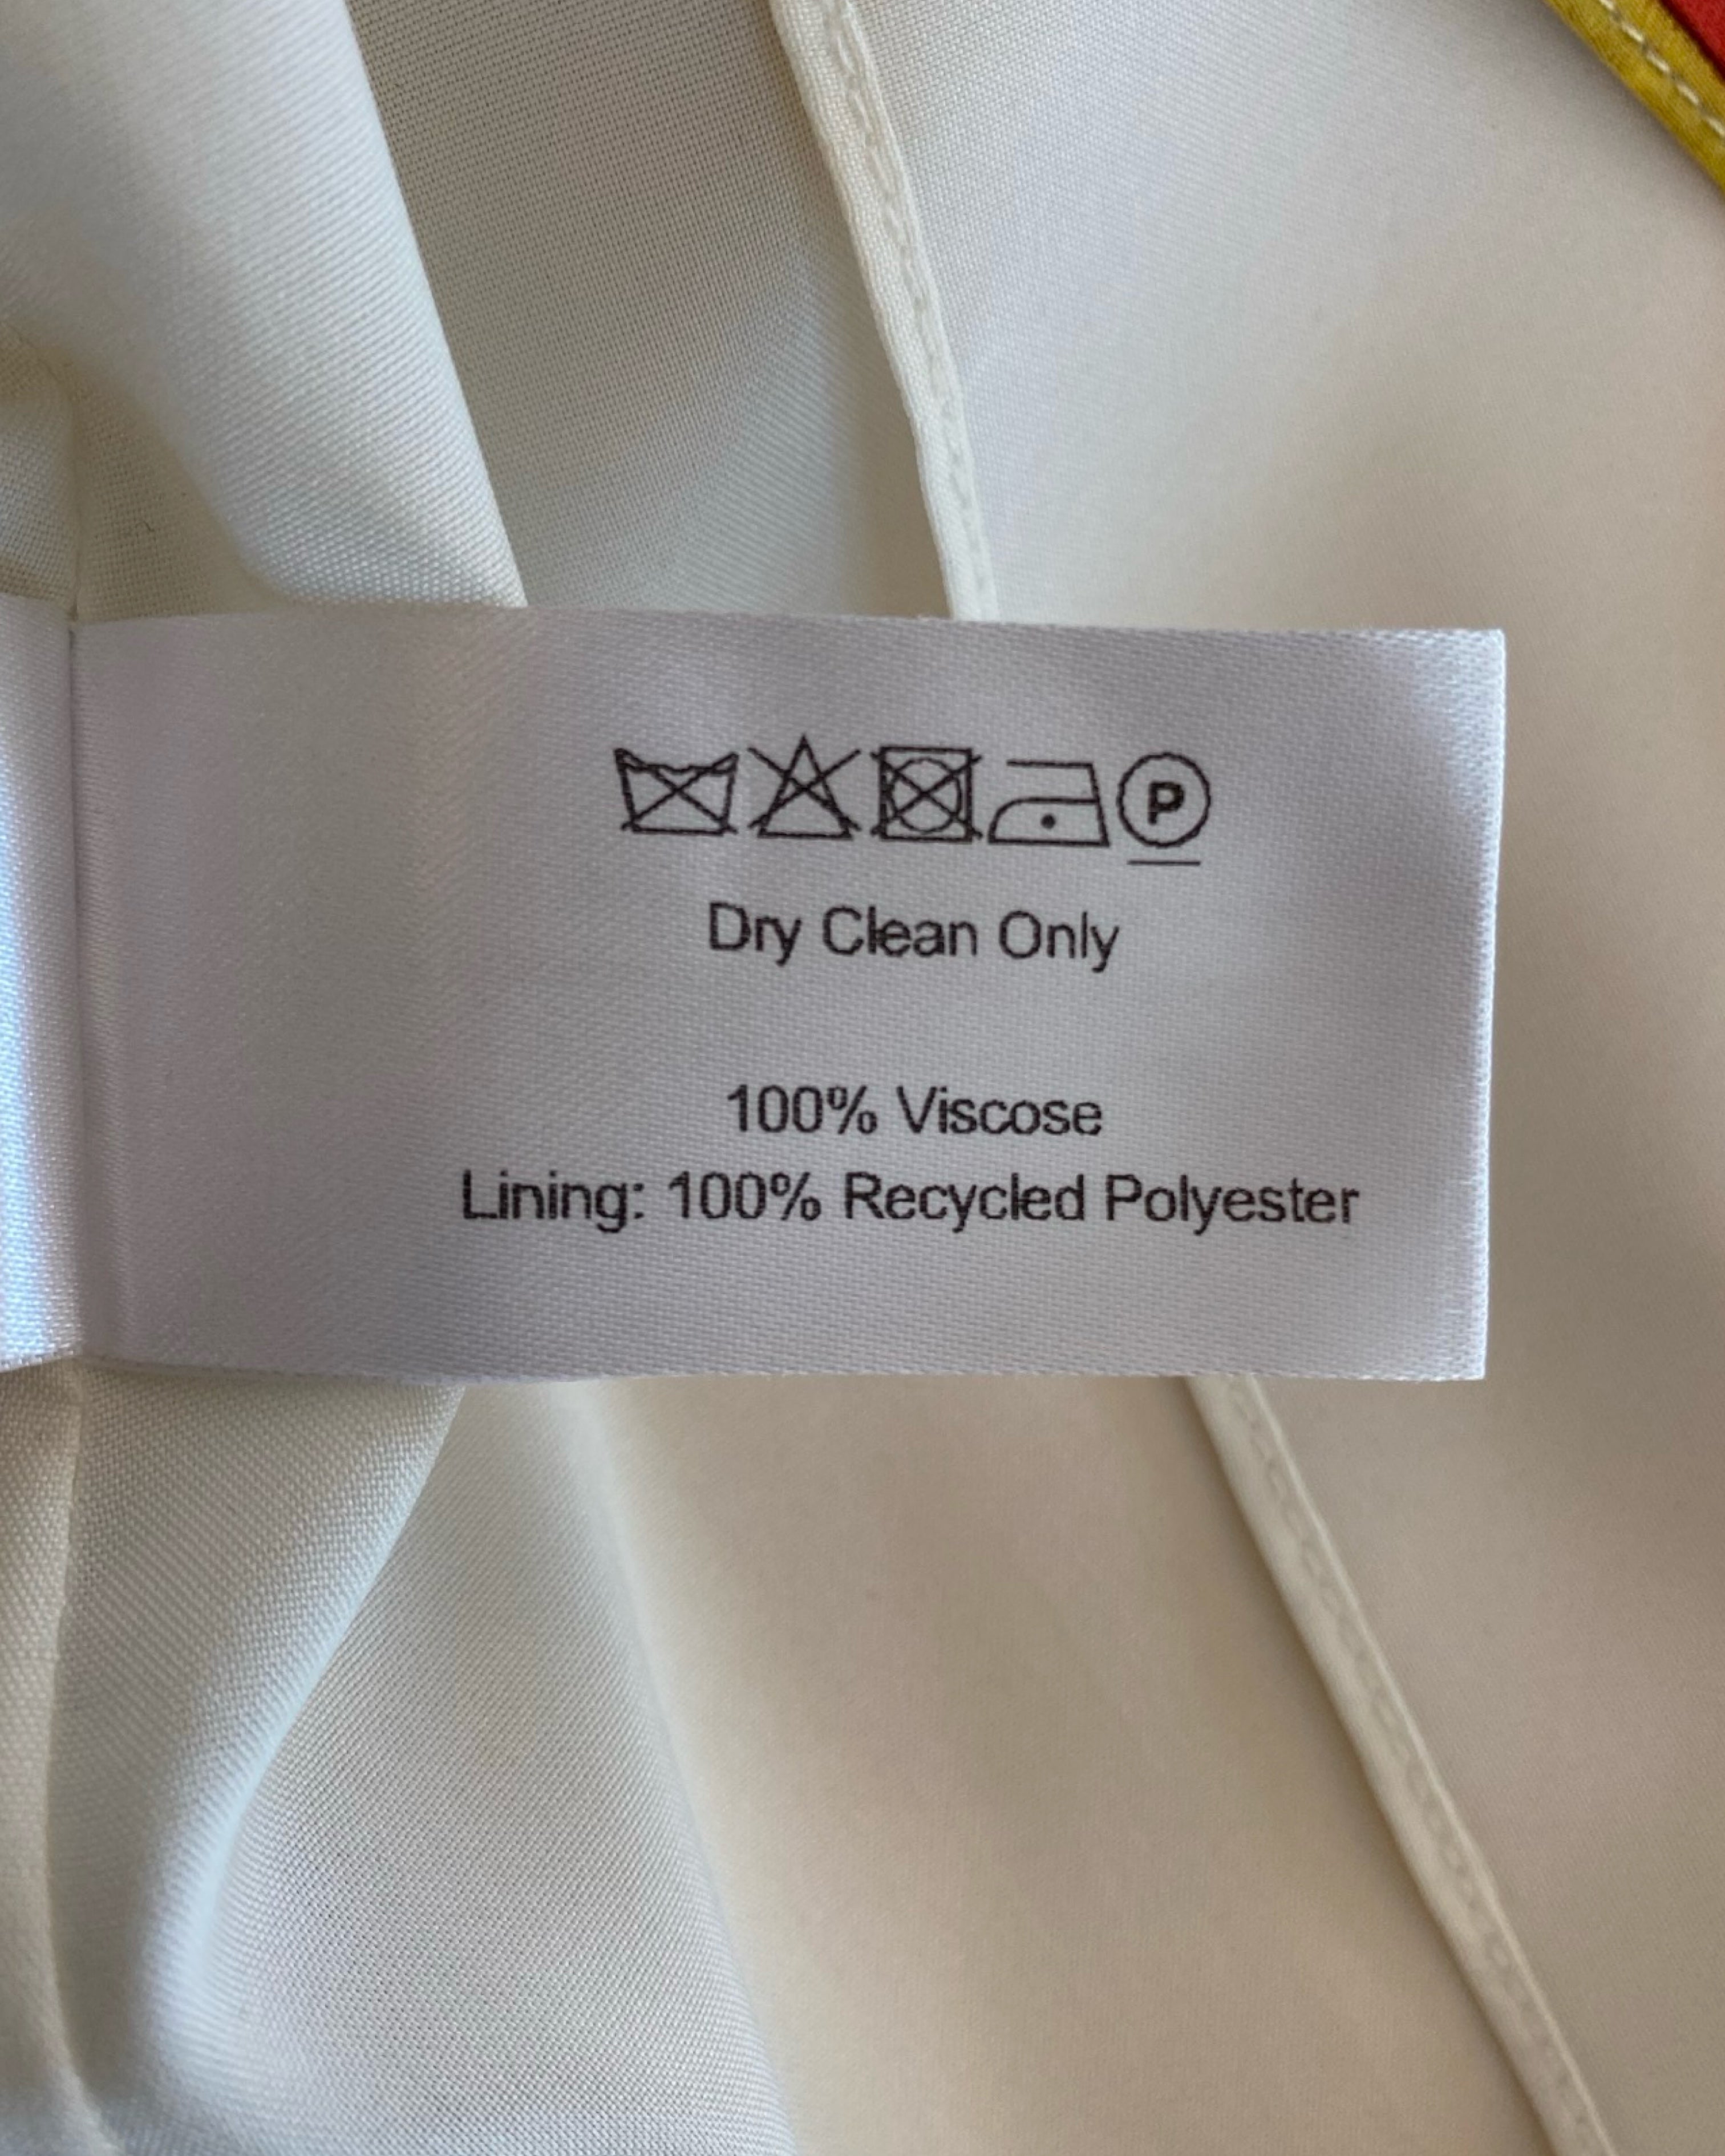 P
Dry Clean Only
100% Viscose
Lining: 100% Recycled Polyester